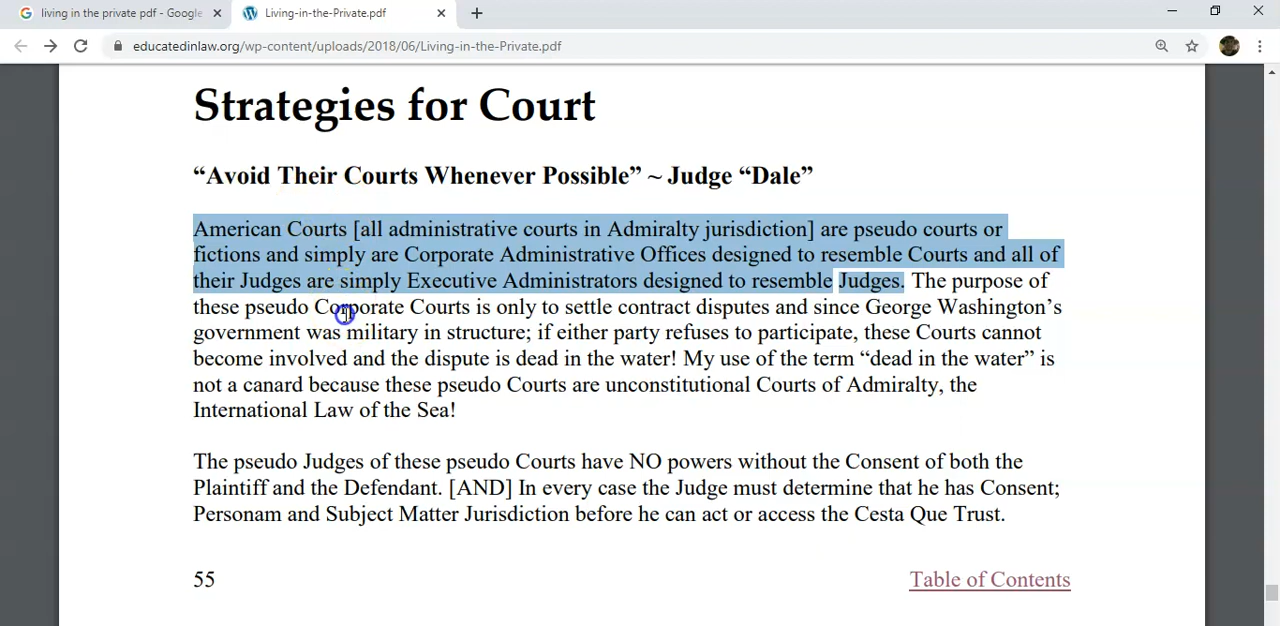 living in the private pdf - Google
Living-in-the-Private.pdf
educatedinlaw.org/wp-content/uploads/2018/06/Living-in-the-Private.pdf
Strategies for Court
“Avoid Their Courts Whenever Possible” ~ Judge “Dale”
American Courts [all administrative courts in Admiralty jurisdiction] are pseudo courts or
fictions and simply are Corporate Administrative Offices designed to resemble Courts and all of
their Judges are simply Executive Administrators designed to resemble Judges. The purpose of
these pseudo Corporate Courts is only to settle contract disputes and since George Washington’s
government was military in structure; if either party refuses to participate, these Courts cannot
become involved and the dispute is dead in the water! My use of the term “dead in the water” is
not a canard because these pseudo Courts are unconstitutional Courts of Admiralty, the
International Law of the Sea!
The pseudo Judges of these pseudo Courts have NO powers without the Consent of both the
Plaintiff and the Defendant. [AND] In every case the Judge must determine that he has Consent;
Personam and Subject Matter Jurisdiction before he can act or access the Cesta Que Trust.
55
Table of Contents